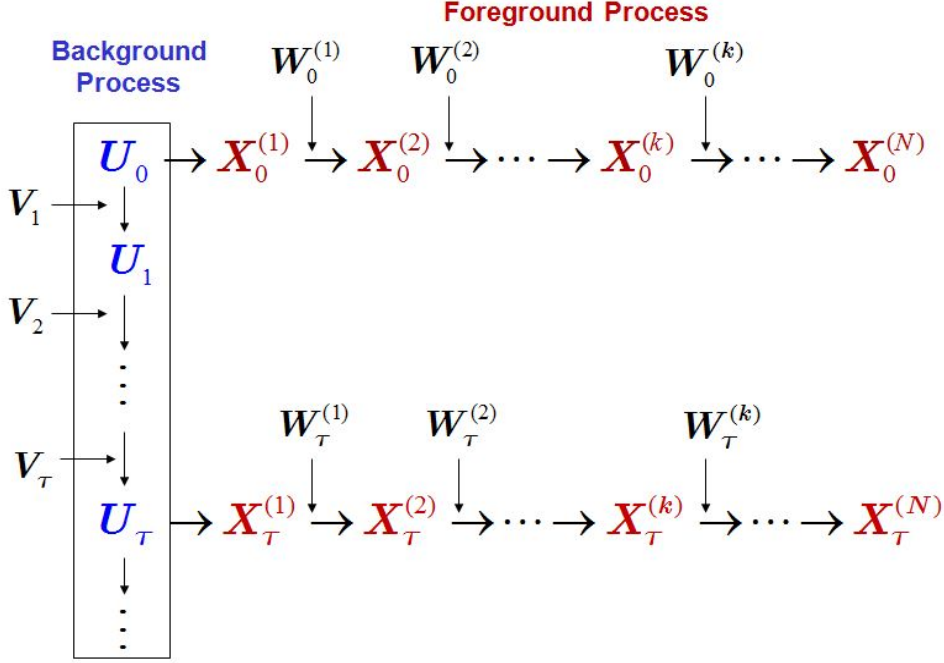 Foreground Process
Background
Process
W_0^{(1)} W_0^{(2)} W_0^{(k)}
U_0 → X_0^{(1)} → X_0^{(2)} → ⋯ → X_0^{(k)} → ⋯ → X_0^{(N)}
V_1
U_1
V_2
⋮
W_τ^{(1)} W_τ^{(2)} W_τ^{(k)}
V_τ
U_τ → X_τ^{(1)} → X_τ^{(2)} → ⋯ → X_τ^{(k)} → ⋯ → X_τ^{(N)}
⋮